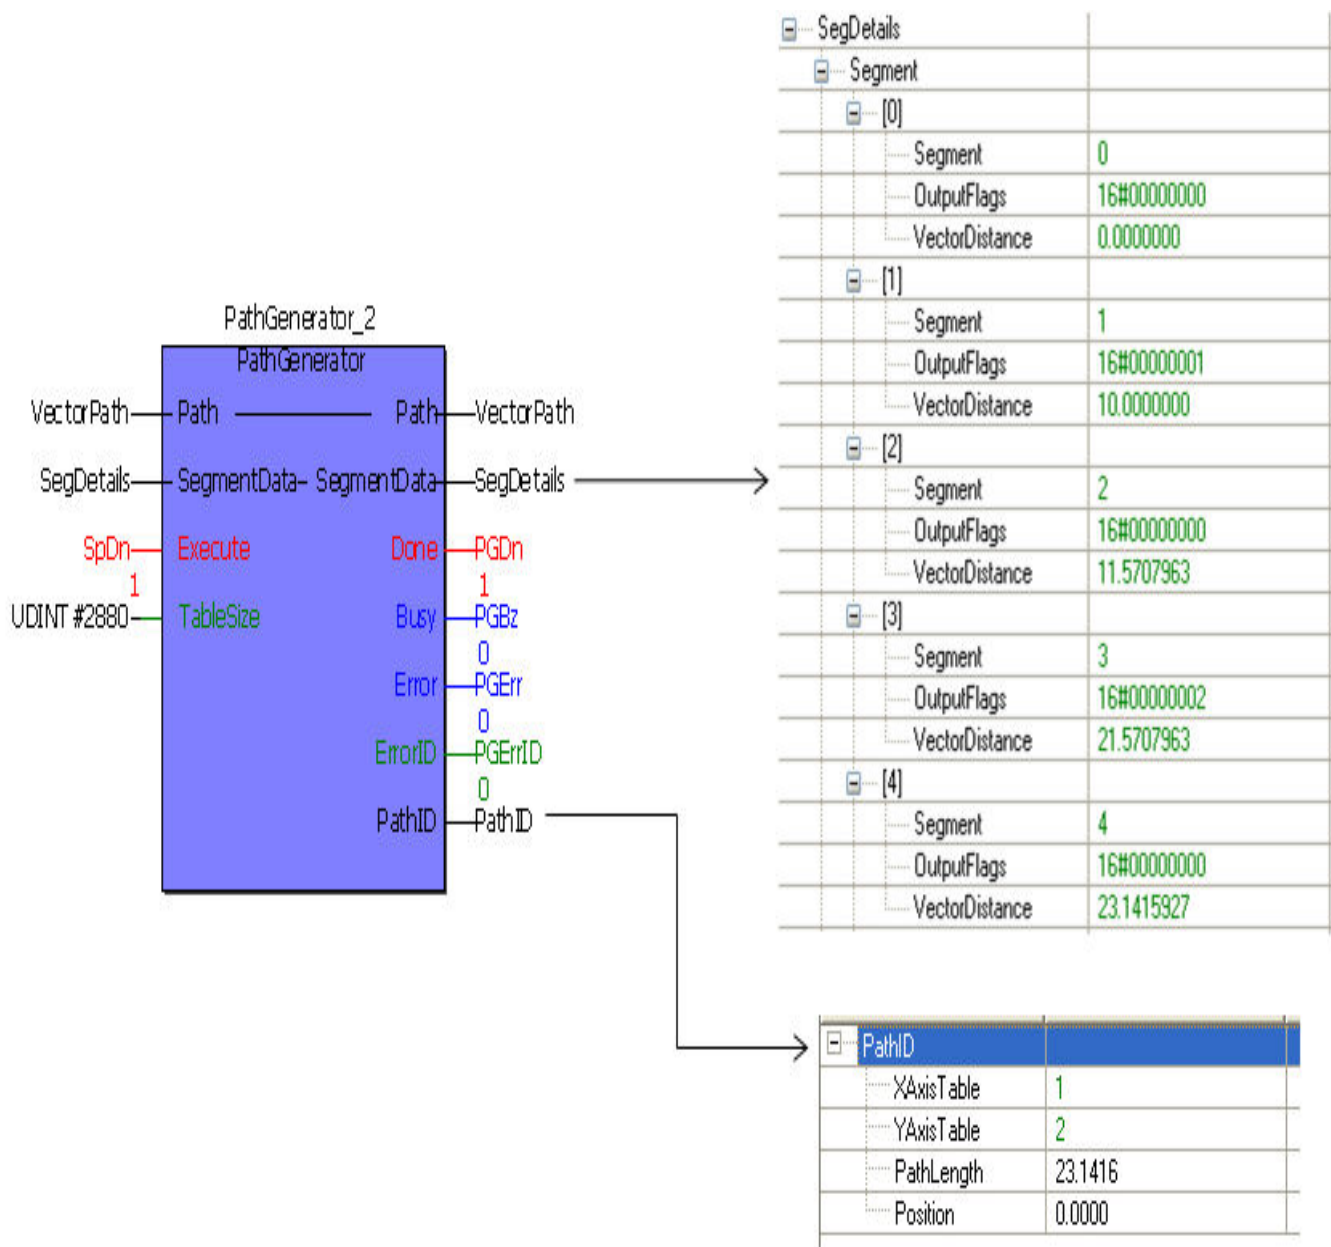 PathGenerator_2
PathGenerator
VectorPath Path Path VectorPath
SegDetails SegmentData SegmentData SegDetails
SpDn Execute Done PGDn
1 1
UDINT #2880 TableSize Busy PGBz
0
Error PGErr
0
ErrorID PGErrID
0
PathID PathID
SegDetails
Segment
[0]
Segment 0
OutputFlags 16#00000000
VectorDistance 0.0000000
[1]
Segment 1
OutputFlags 16#00000001
VectorDistance 10.0000000
[2]
Segment 2
OutputFlags 16#00000000
VectorDistance 11.5707963
[3]
Segment 3
OutputFlags 16#00000002
VectorDistance 21.5707963
[4]
Segment 4
OutputFlags 16#00000000
VectorDistance 23.1415927
PathID
XAxisTable 1
YAxisTable 2
PathLength 23.1416
Position 0.0000